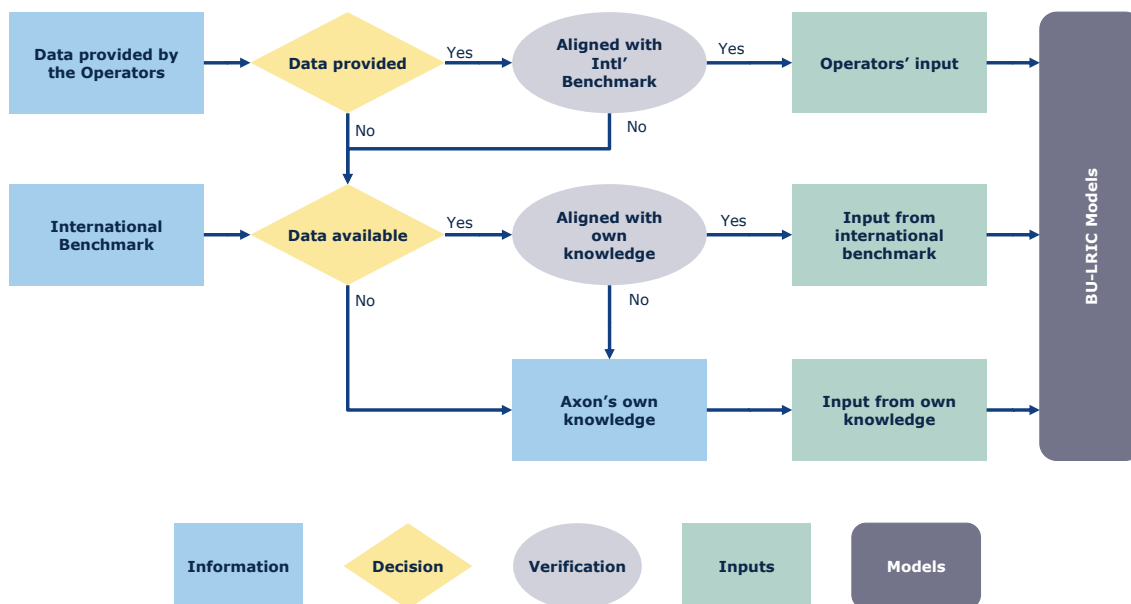 Data provided by
the Operators
Data provided
Yes
Aligned with
Intl’
Benchmark
Yes
Operators’ input
No
No
International
Benchmark
Data available
Yes
Aligned with
own
knowledge
Yes
Input from
international
benchmark
No
No
Axon’s own
knowledge
Input from own
knowledge
BU-LRIC Models
Information
Decision
Verification
Inputs
Models